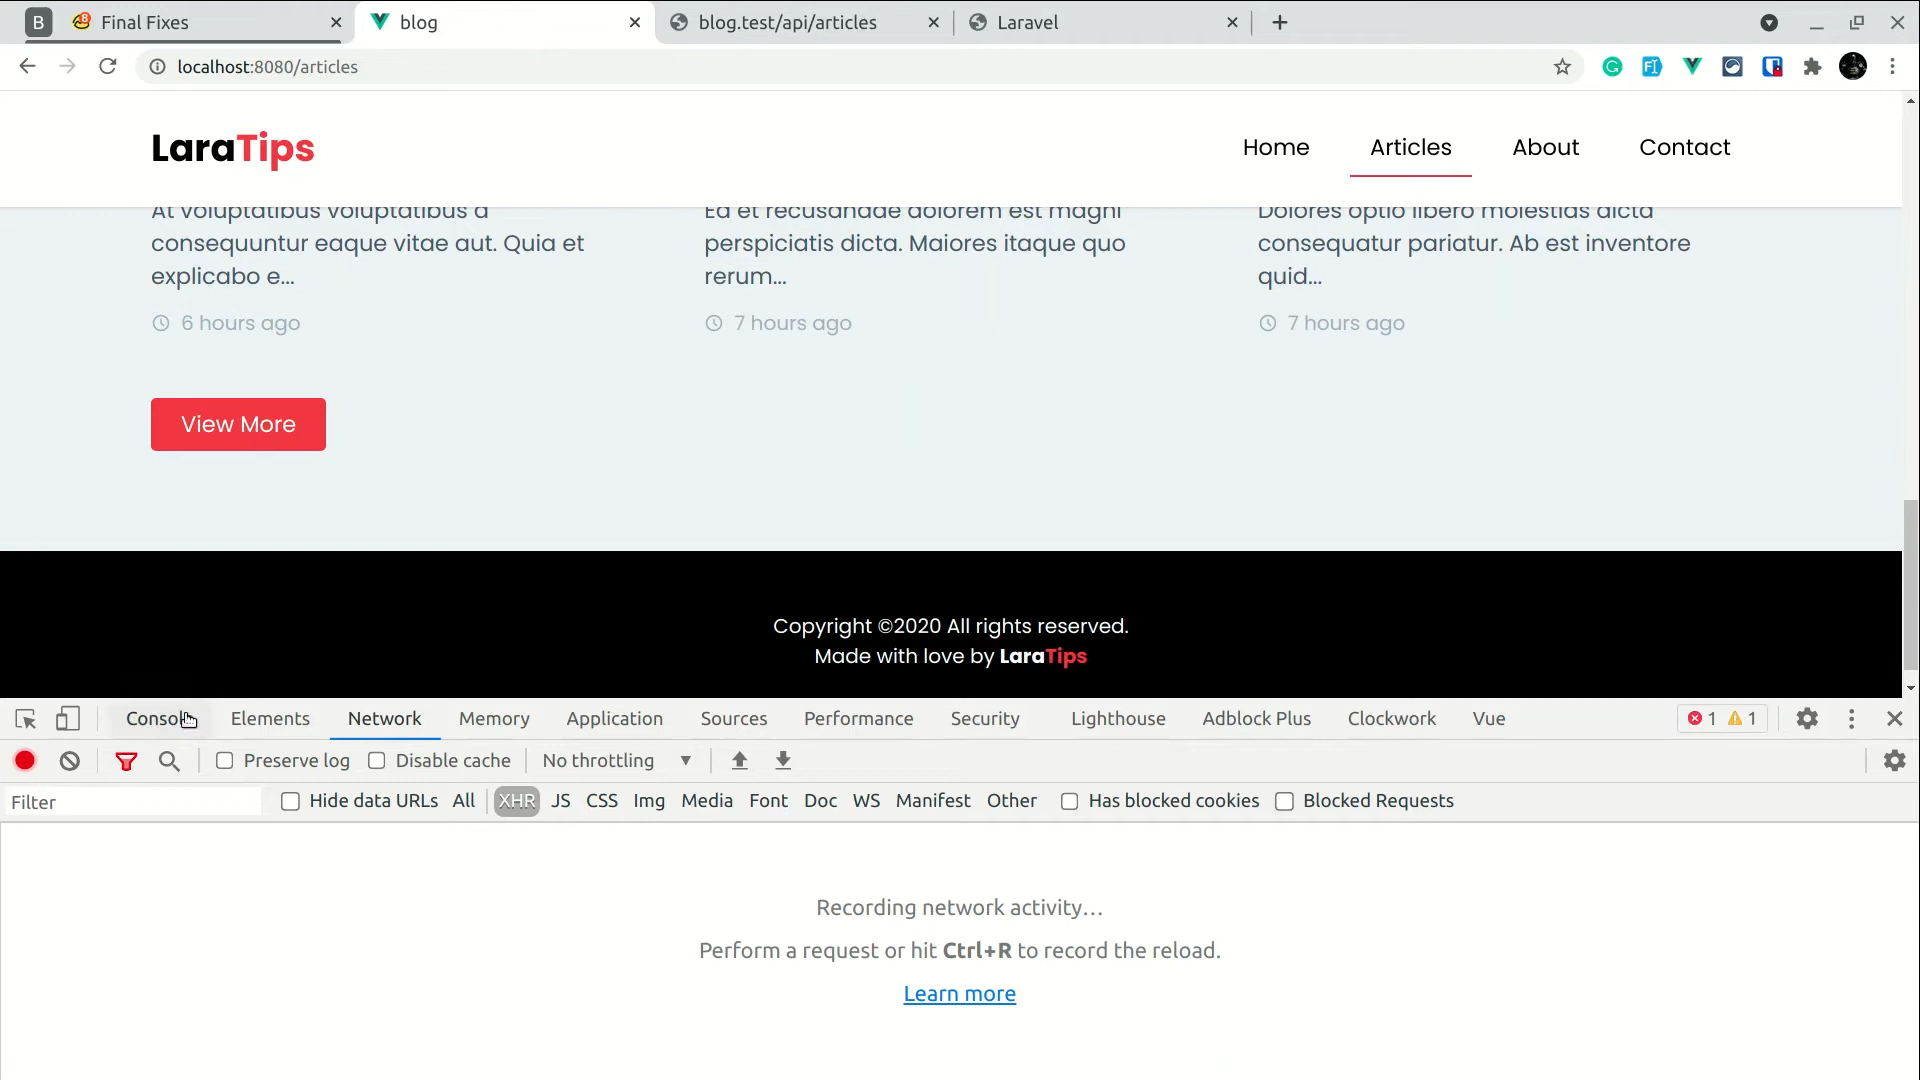 B Final Fixes blog blog.test/api/articles Laravel
localhost:8080/articles
LaraTips Home Articles About Contact
At voluptatibus voluptatibus a
consequuntur eaque vitae aut. Quia et
explicabo e...
6 hours ago
Ea et recusandae dolorem est magni
perspiciatis dicta. Maiores itaque quo
rerum...
7 hours ago
Dolores optio libero molestias dicta
consequatur pariatur. Ab est inventore
quid...
7 hours ago
View More
Copyright ©2020 All rights reserved.
Made with love by LaraTips
Console Elements Network Memory Application Sources Performance Security Lighthouse Adblock Plus Clockwork Vue 1 1
Preserve log Disable cache No throttling
Filter Hide data URLs All XHR JS CSS Img Media Font Doc WS Manifest Other Has blocked cookies Blocked Requests
Recording network activity…
Perform a request or hit Ctrl+R to record the reload.
Learn more